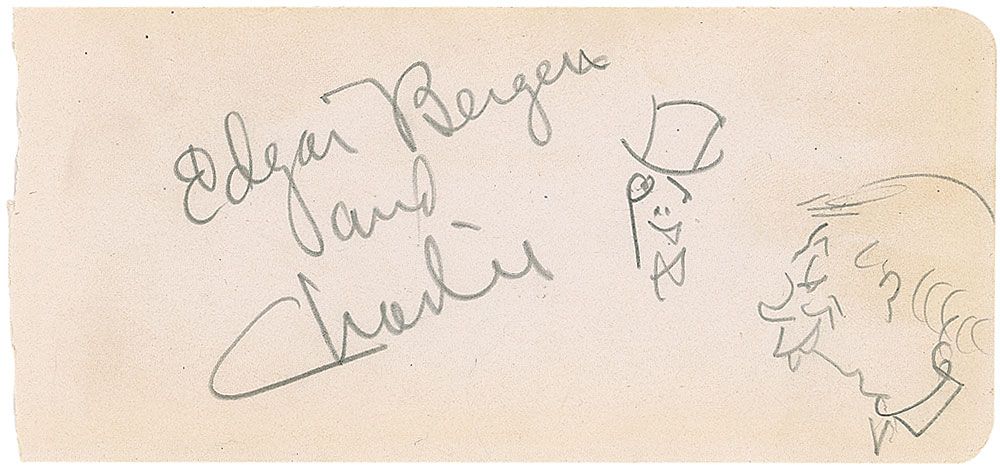 Edgar Bergen
and
Charlie